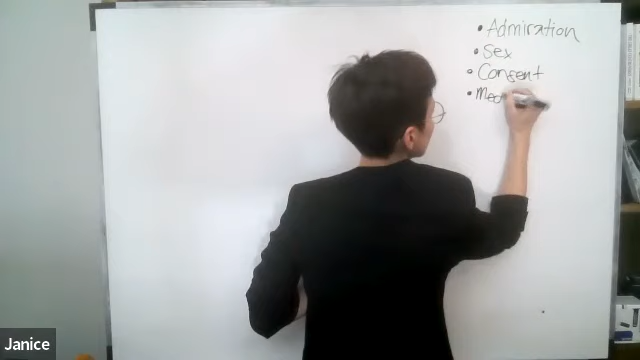 • Admiration
• Sex
• Consent
Janice